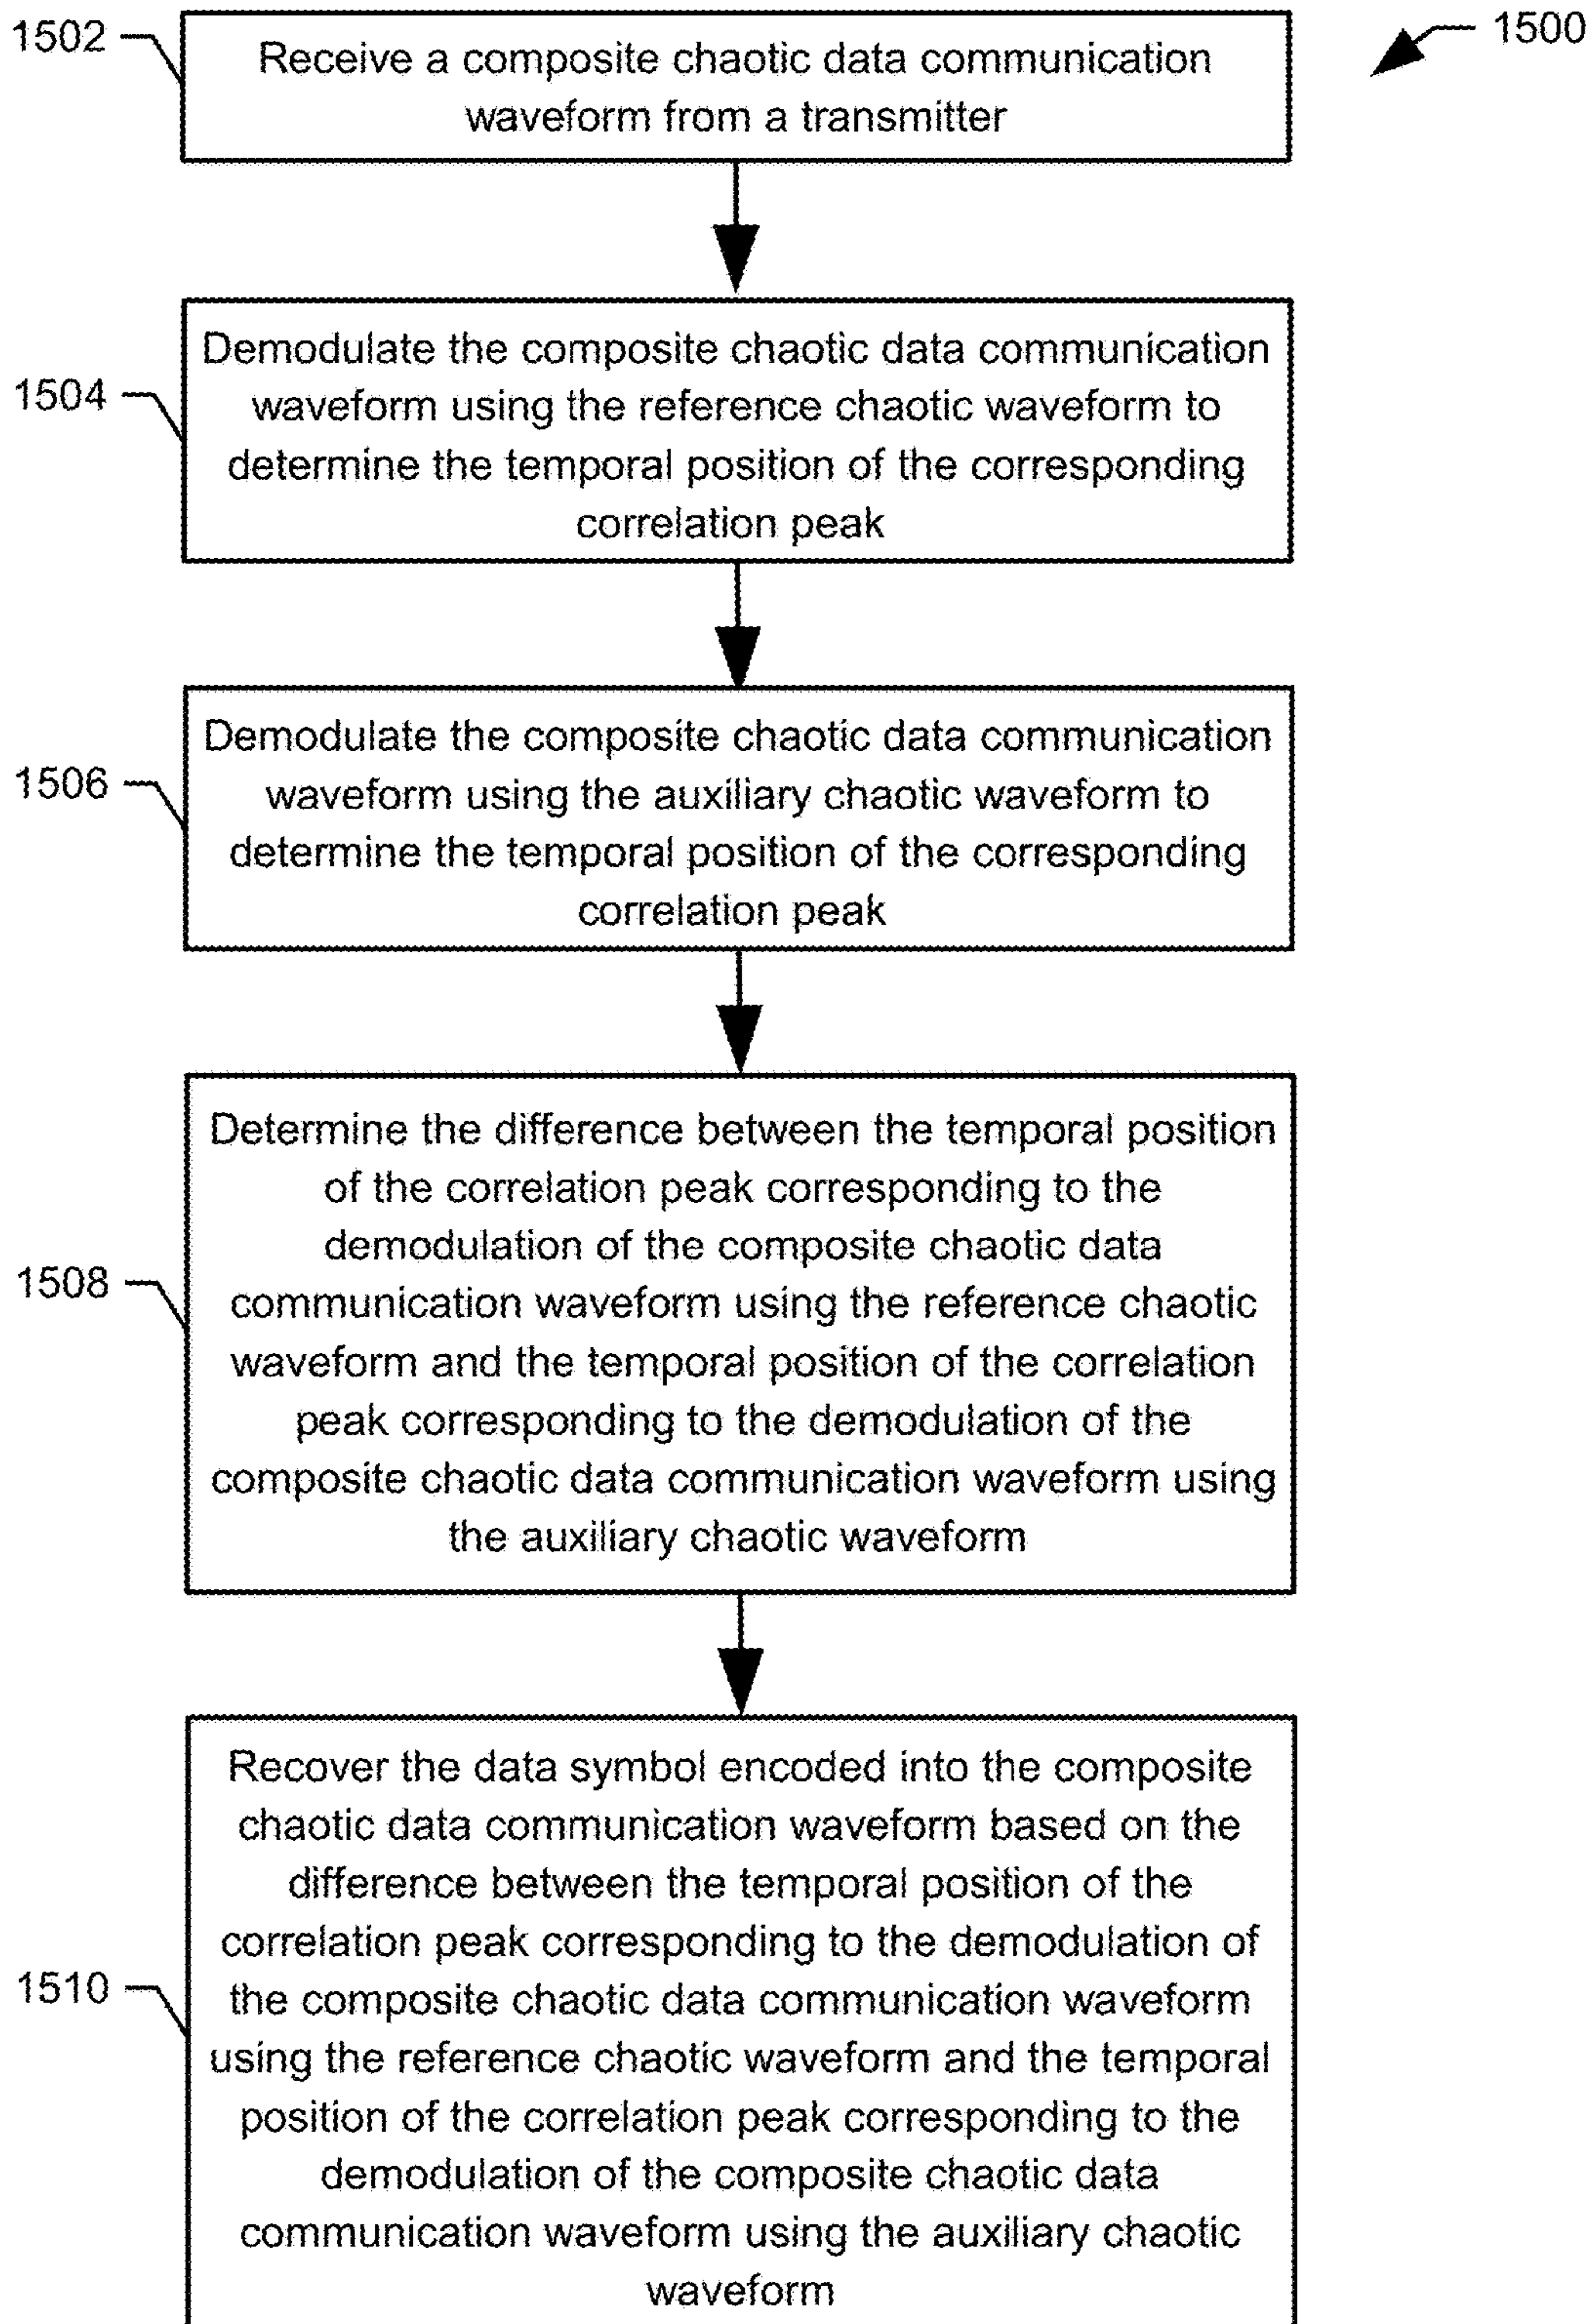 1500
1502
Receive a composite chaotic data communication
waveform from a transmitter
1504
Demodulate the composite chaotic data communication
waveform using the reference chaotic waveform to
determine the temporal position of the corresponding
correlation peak
1506
Demodulate the composite chaotic data communication
waveform using the auxiliary chaotic waveform to
determine the temporal position of the corresponding
correlation peak
1508
Determine the difference between the temporal position
of the correlation peak corresponding to the
demodulation of the composite chaotic data
communication waveform using the reference chaotic
waveform and the temporal position of the correlation
peak corresponding to the demodulation of the
composite chaotic data communication waveform using
the auxiliary chaotic waveform
1510
Recover the data symbol encoded into the composite
chaotic data communication waveform based on the
difference between the temporal position of the
correlation peak corresponding to the demodulation of
the composite chaotic data communication waveform
using the reference chaotic waveform and the temporal
position of the correlation peak corresponding to the
demodulation of the composite chaotic data
communication waveform using the auxiliary chaotic
waveform